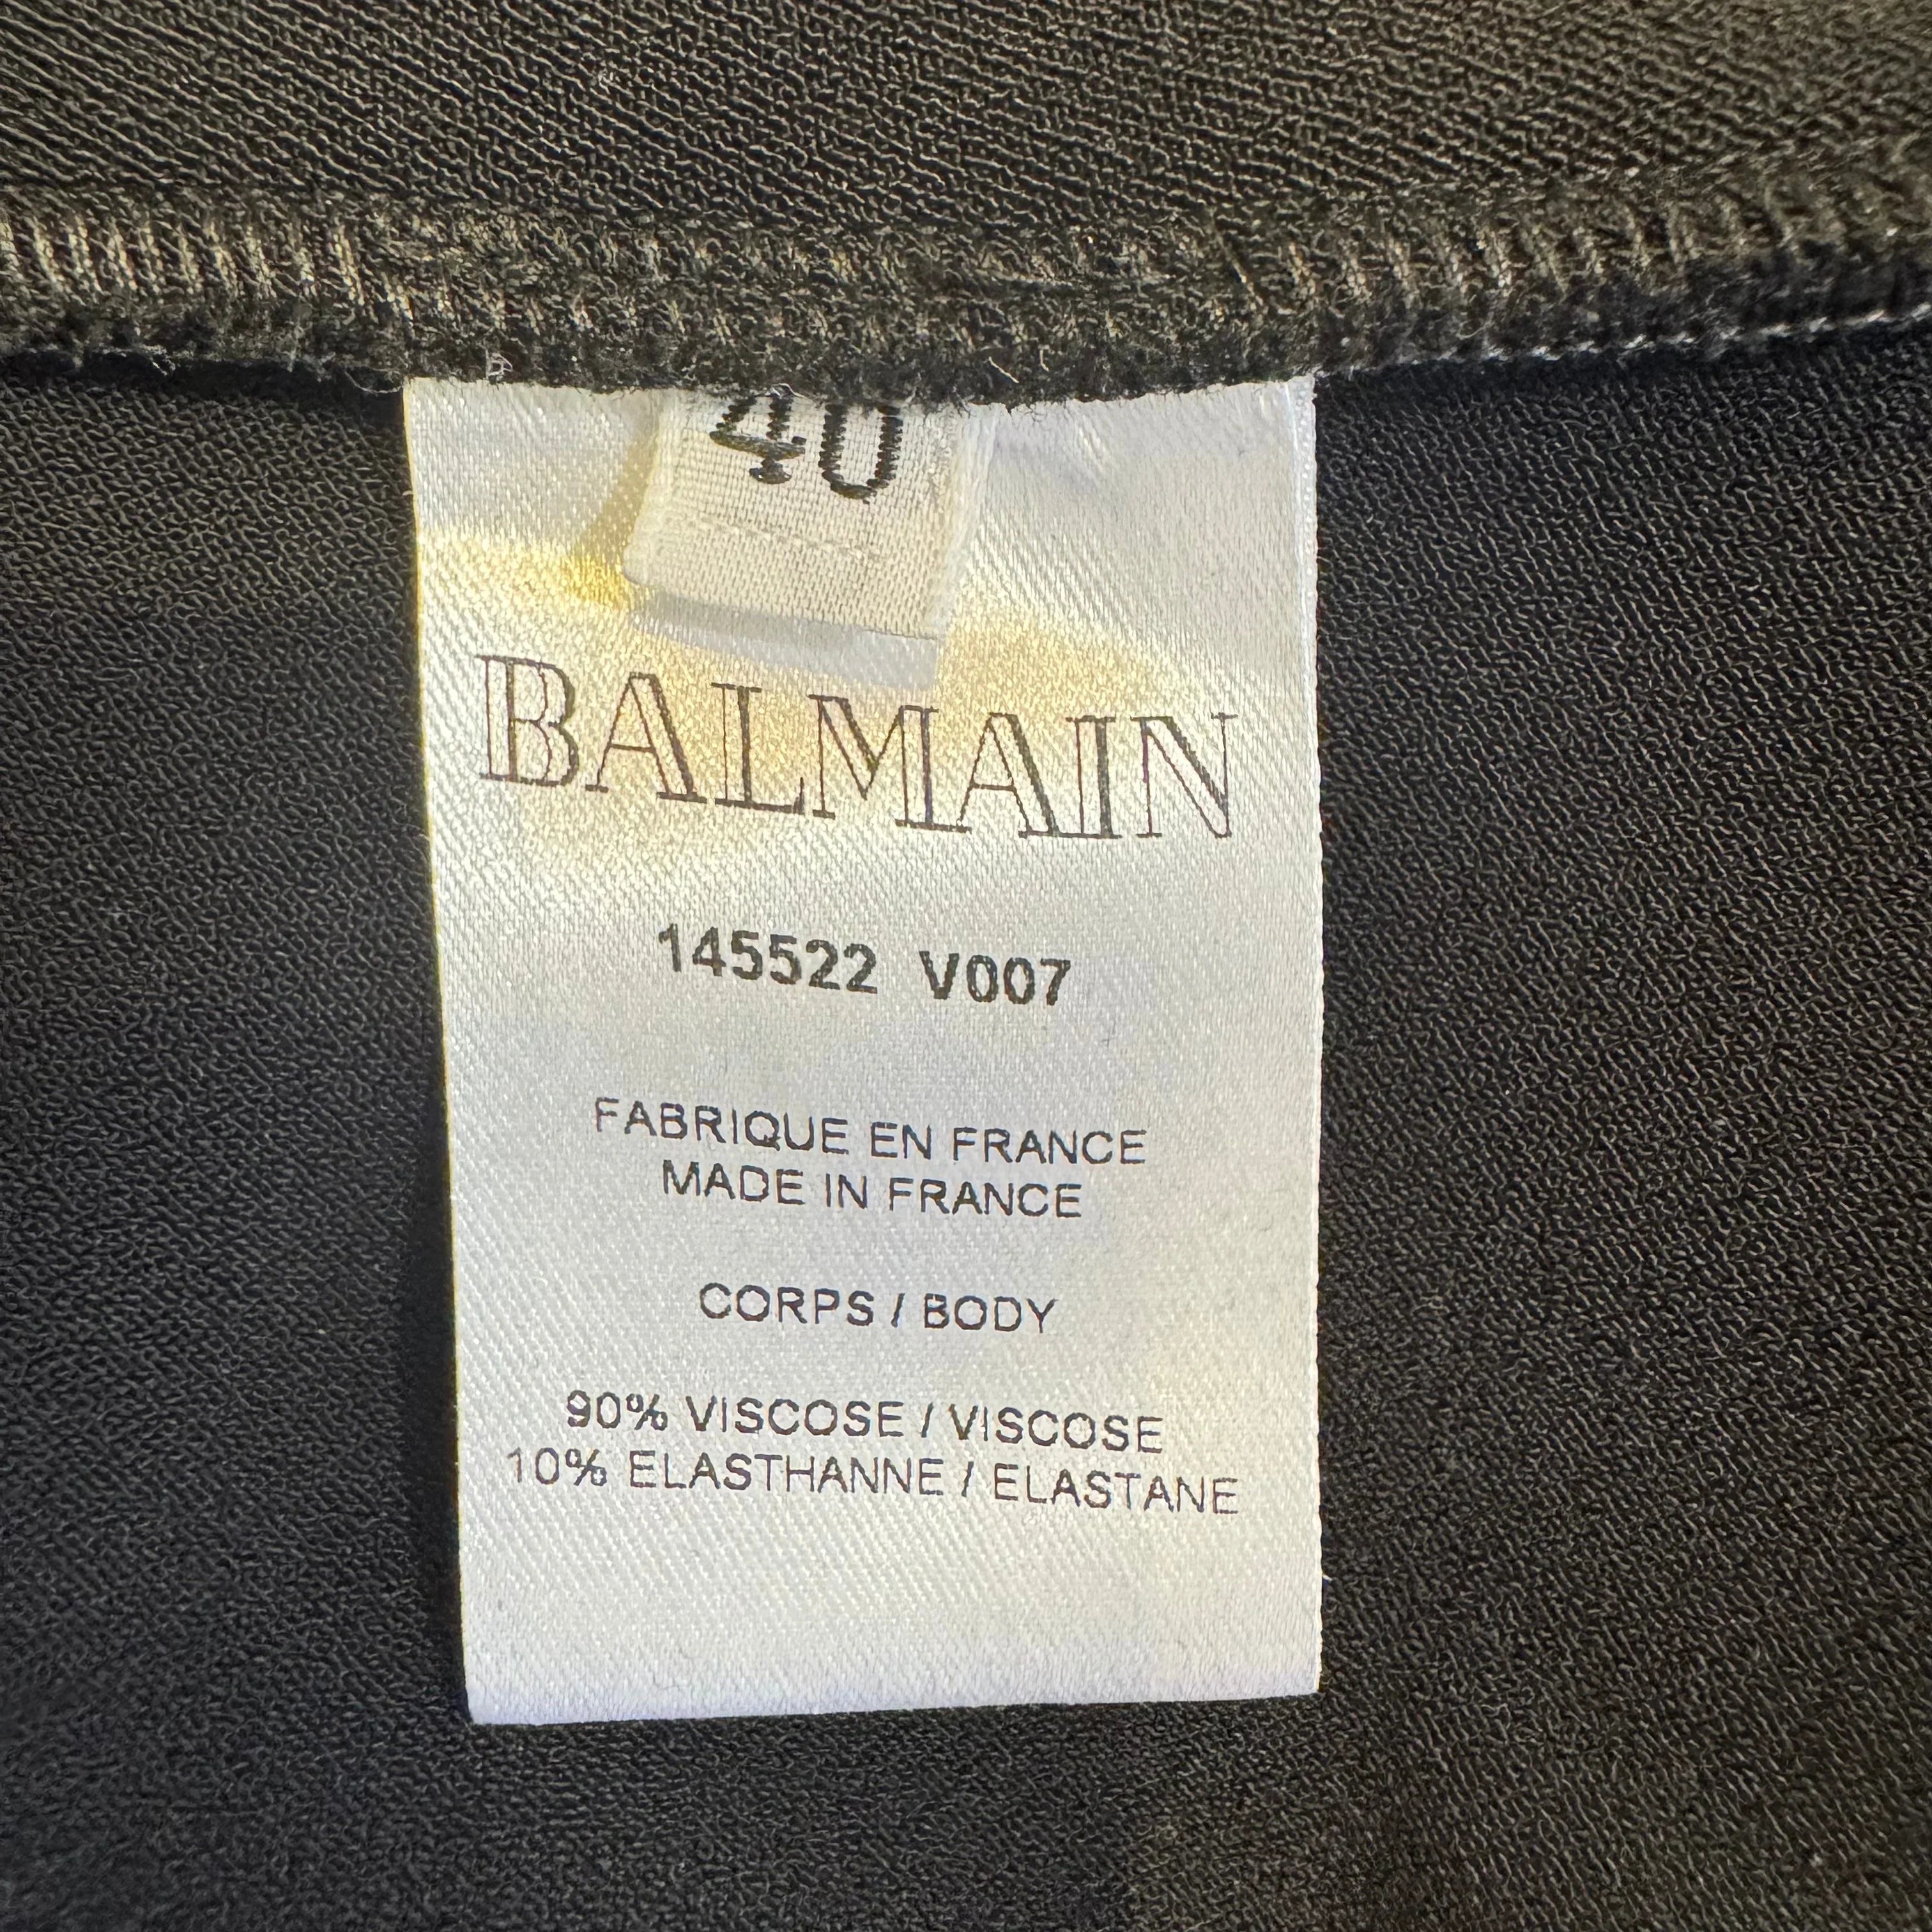 40
BALMAIN
145522 V007
FABRIQUE EN FRANCE
MADE IN FRANCE
CORPS / BODY
90% VISCOSE / VISCOSE
10% ELASTHANNE / ELASTANE